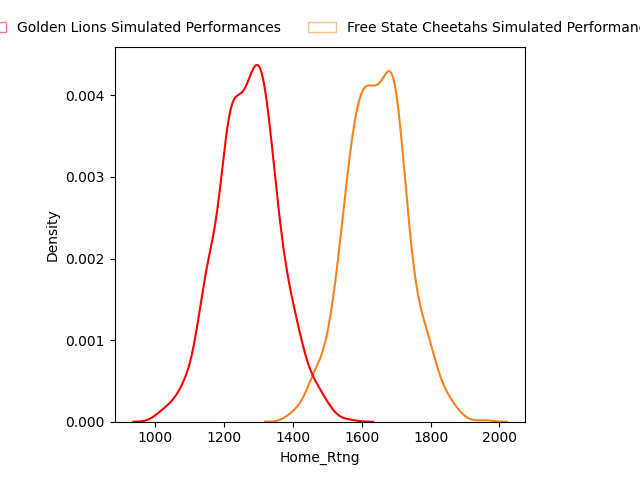 Golden Lions Simulated Performances
Free State Cheetahs Simulated Performan
0.004
0.003
0.002
0.001
0.000
Density
1000 1200 1400 1600 1800 2000
Home_Rtng